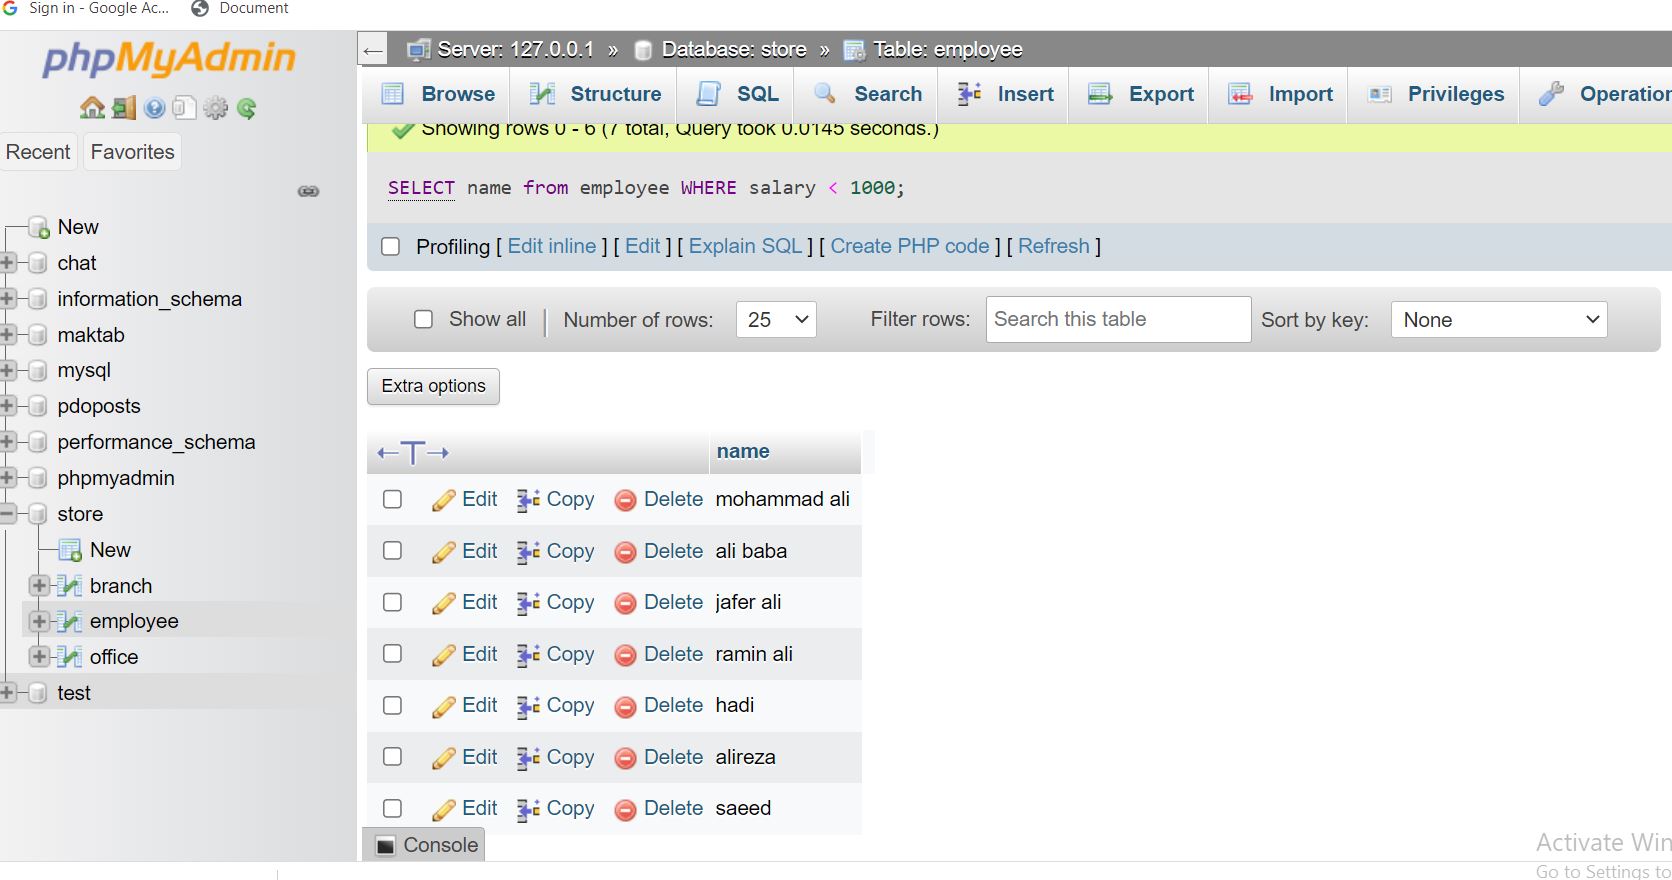 Sign in - Google Ac...
Document
phpMyAdmin
Recent
Favorites
New
chat
information_schema
maktab
mysql
pdoposts
performance_schema
phpmyadmin
store
New
branch
employee
office
test
Server: 127.0.0.1 » Database: store » Table: employee
Browse Structure SQL Search Insert Export Import Privileges Operation
Showing rows 0 - 6 (7 total, Query took 0.0145 seconds.)
SELECT name from employee WHERE salary < 1000;
Profiling [ Edit inline ] [ Edit ] [ Explain SQL ] [ Create PHP code ] [ Refresh ]
Show all | Number of rows: 25 Filter rows: Search this table Sort by key: None
Extra options
←T→ name
Edit Copy Delete mohammad ali
Edit Copy Delete ali baba
Edit Copy Delete jafer ali
Edit Copy Delete ramin ali
Edit Copy Delete hadi
Edit Copy Delete alireza
Edit Copy Delete saeed
Console
Activate Win
Go to Settings to